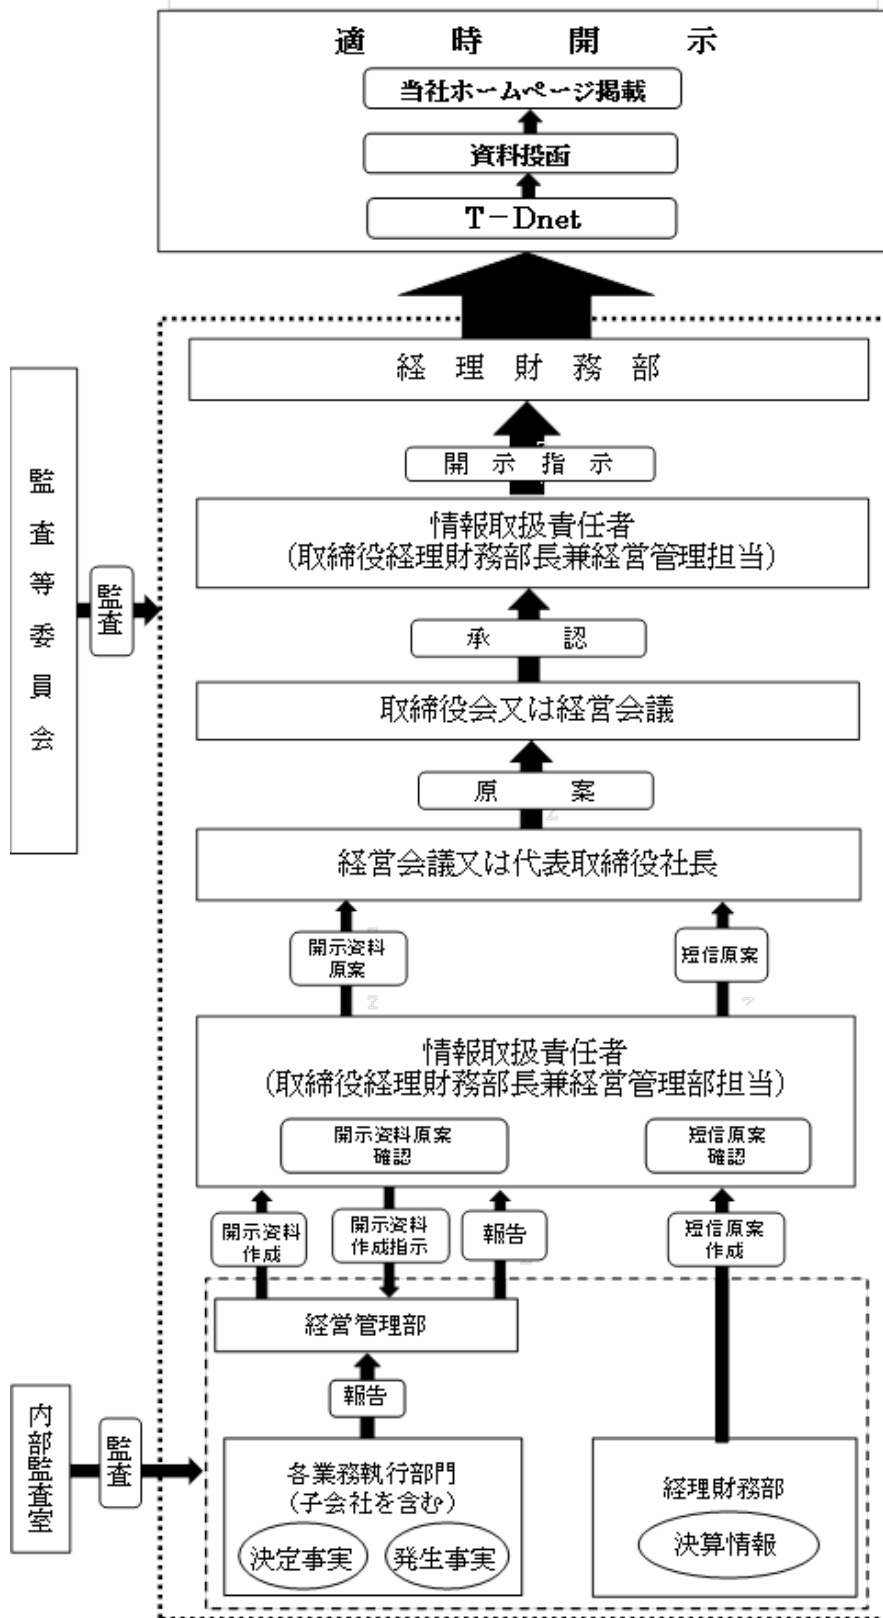 適時開示
当社ホームページ掲載
資料投函
T－Dnet
経理財務部
開示指示
情報取扱責任者
(取締役経理財務部長兼経営管理担当)
承認
取締役会又は経営会議
原案
経営会議又は代表取締役社長
開示資料
原案
短信原案
情報取扱責任者
(取締役経理財務部長兼経営管理部担当)
開示資料原案
確認
短信原案
確認
開示資料
作成
開示資料
作成指示
報告
短信原案
作成
経営管理部
報告
各業務執行部門
(子会社を含む)
決定事実
発生事実
経理財務部
決算情報
監査等委員会
監査
内部監査室
監査